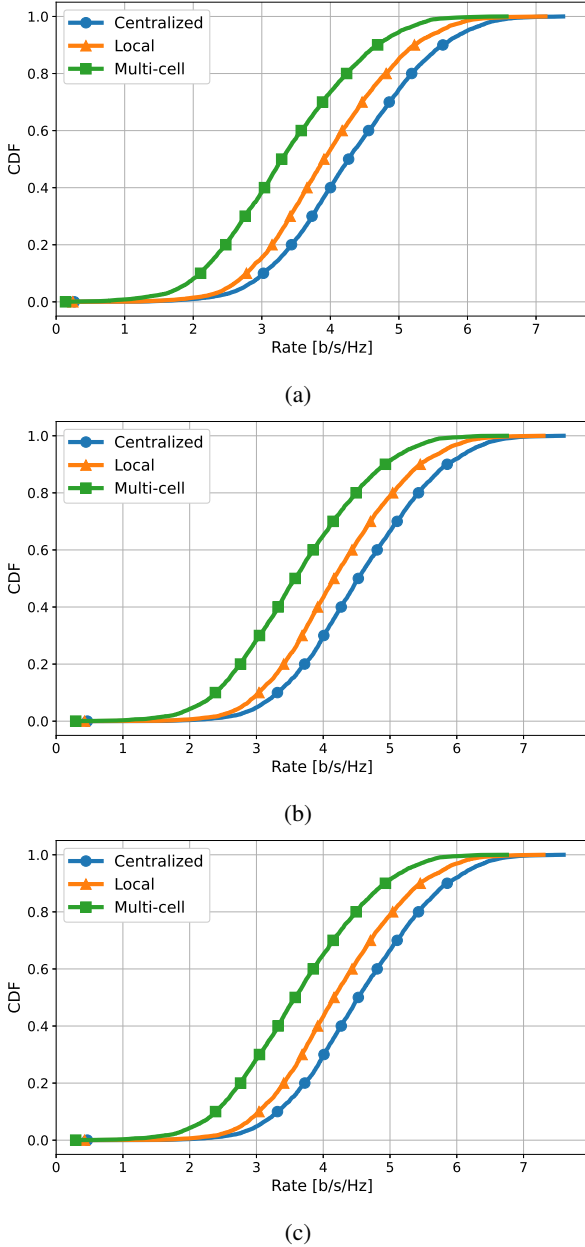 1.0
0.8
0.6
0.4
0.2
0.0
CDF
Centralized
Local
Multi-cell
0 1 2 3 4 5 6 7
Rate [b/s/Hz]
(a)
1.0
0.8
0.6
0.4
0.2
0.0
CDF
Centralized
Local
Multi-cell
0 1 2 3 4 5 6 7
Rate [b/s/Hz]
(b)
1.0
0.8
0.6
0.4
0.2
0.0
CDF
Centralized
Local
Multi-cell
0 1 2 3 4 5 6 7
Rate [b/s/Hz]
(c)